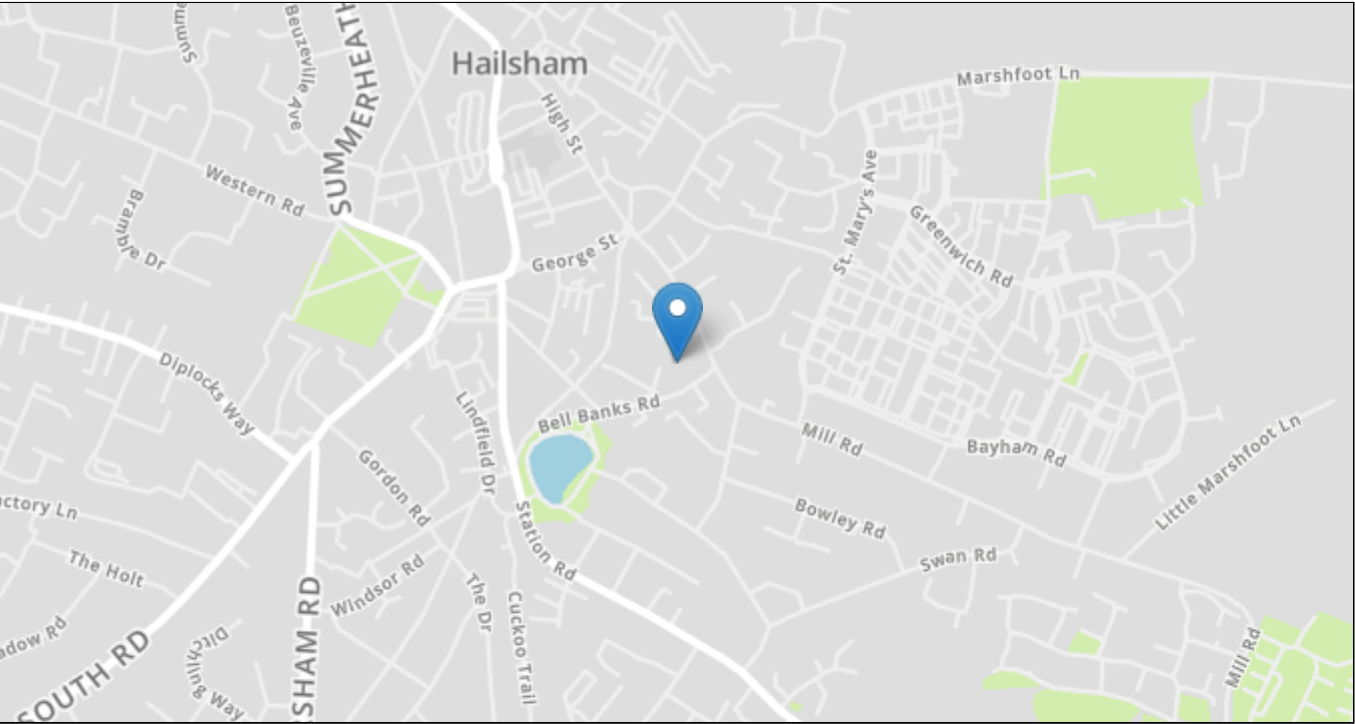 Summe
Beuzeville Ave
SUMMERHEATH
Hailsham
High St
Marshfoot Ln
Western Rd
Bramble Dr
St. Mary's Ave
Greenwich Rd
George St
Diplocks Way
Lindfield Dr
Bell Banks Rd
Mill Rd
Bayham Rd
Little Marshfoot Ln
Gordon Rd
ctory Ln
Station Rd
Bowley Rd
Swan Rd
The Holt
Windsor Rd
The Dr
Cuckoo Trail
adow Rd
Ditchling Way
SOUTH RD
SHAM RD
Mill Rd